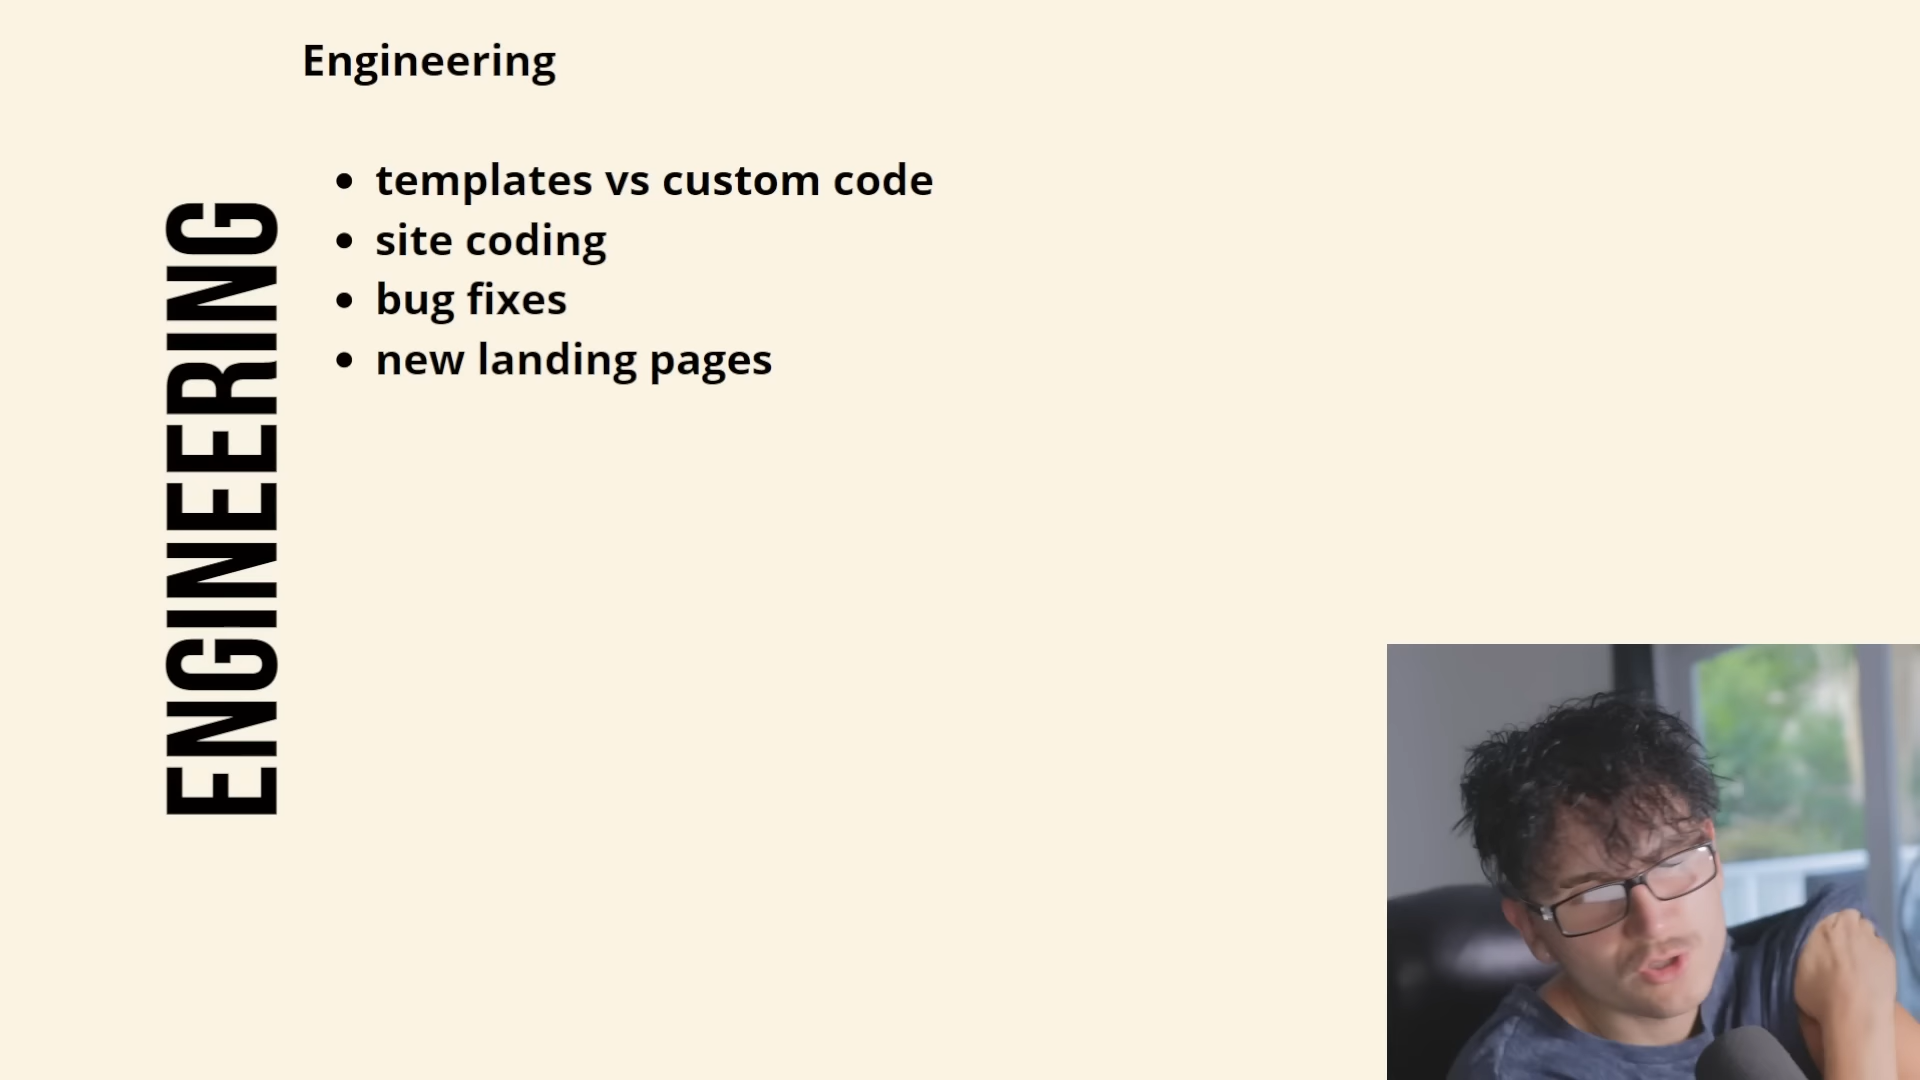 Engineering
templates vs custom code
site coding
bug fixes
new landing pages
ENGINEERING